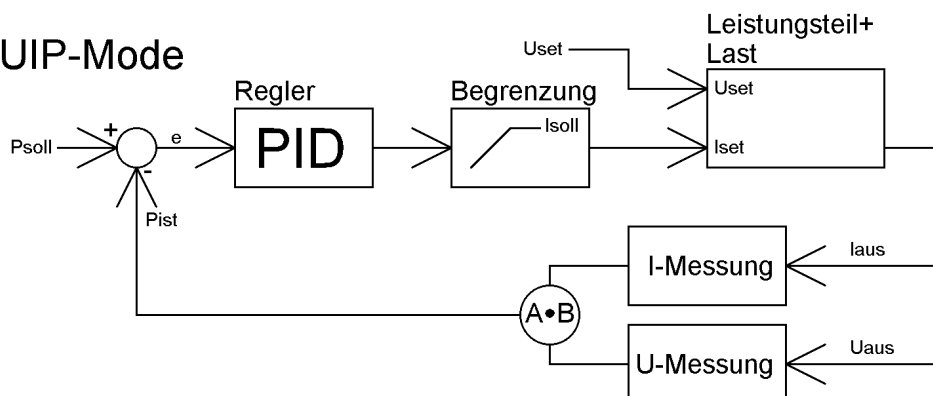 Leistungsteil+
Last
UIP-Mode
Uset
Regler
Begrenzung
Uset
+
Psoll
e
PID
Isoll
Iset
-
Pist
I-Messung
Iaus
A•B
U-Messung
Uaus